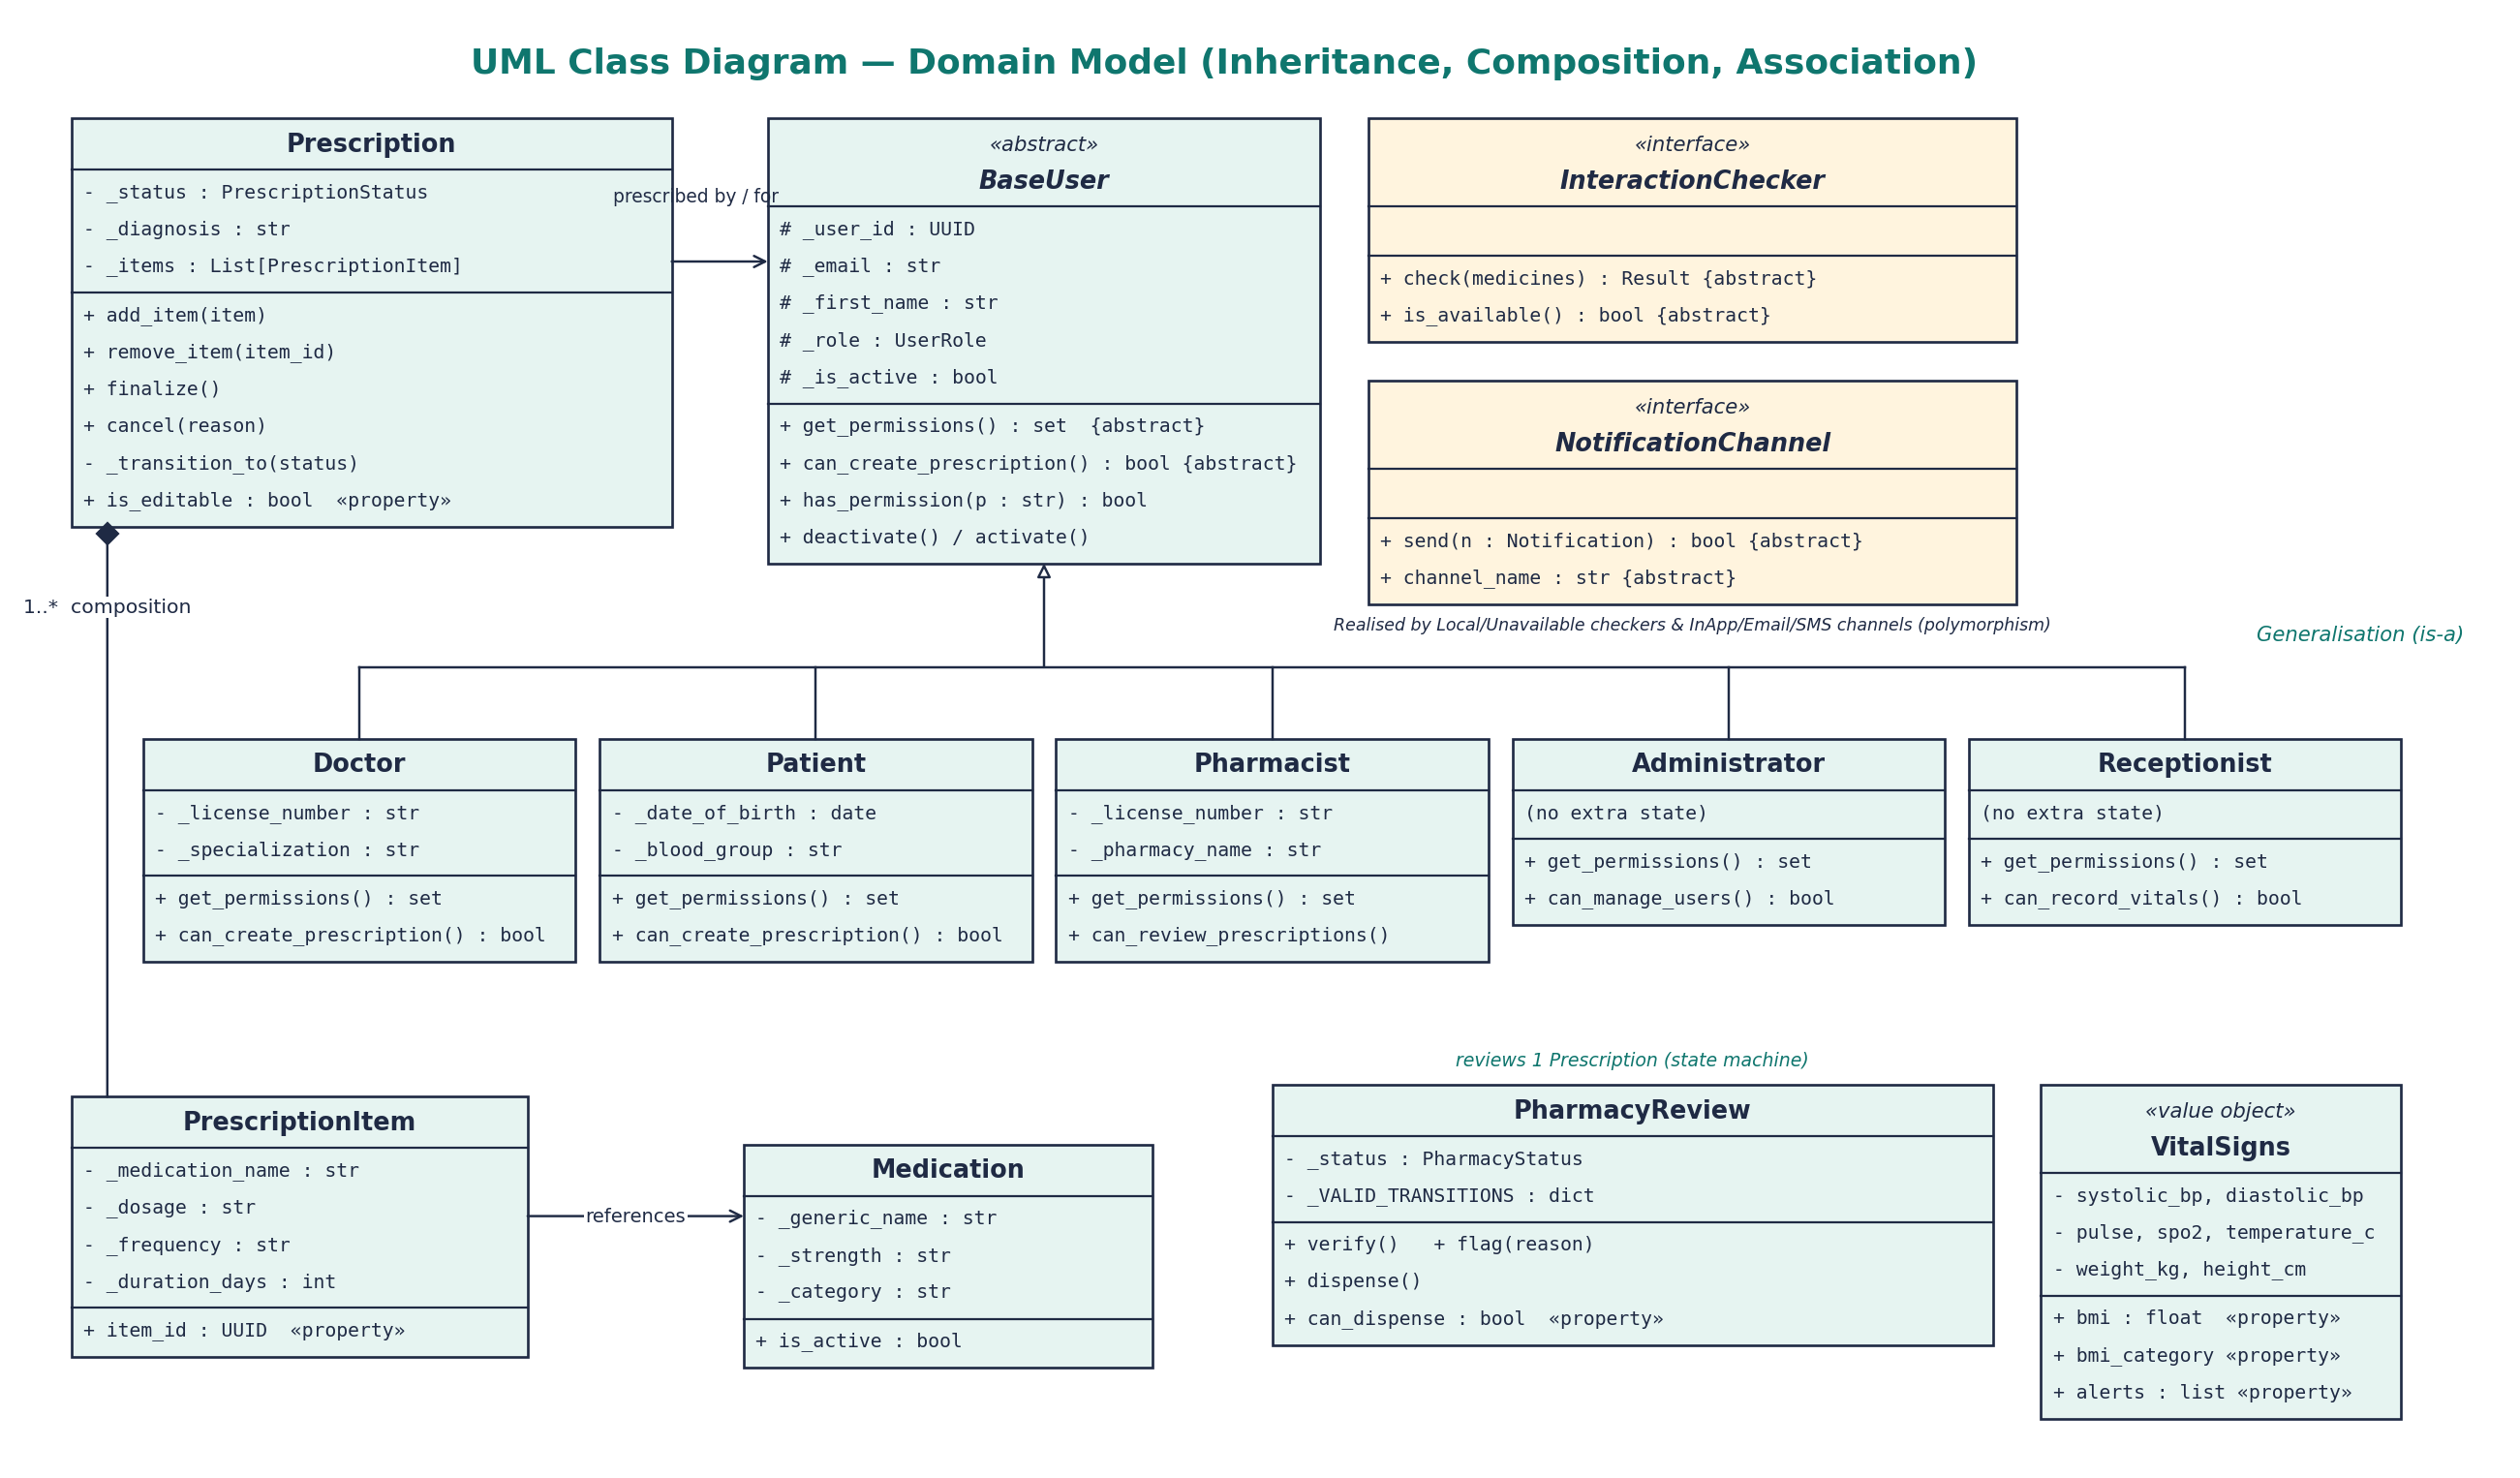 UML Class Diagram — Domain Model (Inheritance, Composition, Association)
Prescription
- _status : PrescriptionStatus
- _diagnosis : str
- _items : List[PrescriptionItem]
+ add_item(item)
+ remove_item(item_id)
+ finalize()
+ cancel(reason)
- _transition_to(status)
+ is_editable : bool  «property»
prescribed by / for
«abstract»
BaseUser
# _user_id : UUID
# _email : str
# _first_name : str
# _role : UserRole
# _is_active : bool
+ get_permissions() : set  {abstract}
+ can_create_prescription() : bool {abstract}
+ has_permission(p : str) : bool
+ deactivate() / activate()
«interface»
InteractionChecker
+ check(medicines) : Result {abstract}
+ is_available() : bool {abstract}
«interface»
NotificationChannel
+ send(n : Notification) : bool {abstract}
+ channel_name : str {abstract}
Realised by Local/Unavailable checkers & InApp/Email/SMS channels (polymorphism)
Generalisation (is-a)
1..*  composition
Doctor
- _license_number : str
- _specialization : str
+ get_permissions() : set
+ can_create_prescription() : bool
Patient
- _date_of_birth : date
- _blood_group : str
+ get_permissions() : set
+ can_create_prescription() : bool
Pharmacist
- _license_number : str
- _pharmacy_name : str
+ get_permissions() : set
+ can_review_prescriptions()
Administrator
(no extra state)
+ get_permissions() : set
+ can_manage_users() : bool
Receptionist
(no extra state)
+ get_permissions() : set
+ can_record_vitals() : bool
PrescriptionItem
- _medication_name : str
- _dosage : str
- _frequency : str
- _duration_days : int
+ item_id : UUID  «property»
references
Medication
- _generic_name : str
- _strength : str
- _category : str
+ is_active : bool
reviews 1 Prescription (state machine)
PharmacyReview
- _status : PharmacyStatus
- _VALID_TRANSITIONS : dict
+ verify()   + flag(reason)
+ dispense()
+ can_dispense : bool  «property»
«value object»
VitalSigns
- systolic_bp, diastolic_bp
- pulse, spo2, temperature_c
- weight_kg, height_cm
+ bmi : float  «property»
+ bmi_category «property»
+ alerts : list «property»